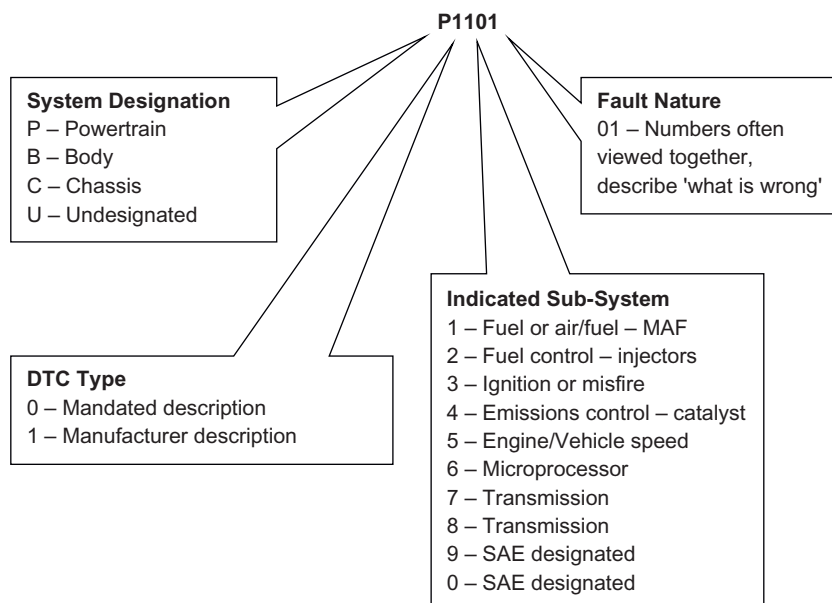 P1101
System Designation
P – Powertrain
B – Body
C – Chassis
U – Undesignated
Fault Nature
01 – Numbers often
viewed together,
describe 'what is wrong'
DTC Type
0 – Mandated description
1 – Manufacturer description
Indicated Sub-System
1 – Fuel or air/fuel – MAF
2 – Fuel control – injectors
3 – Ignition or misfire
4 – Emissions control – catalyst
5 – Engine/Vehicle speed
6 – Microprocessor
7 – Transmission
8 – Transmission
9 – SAE designated
0 – SAE designated